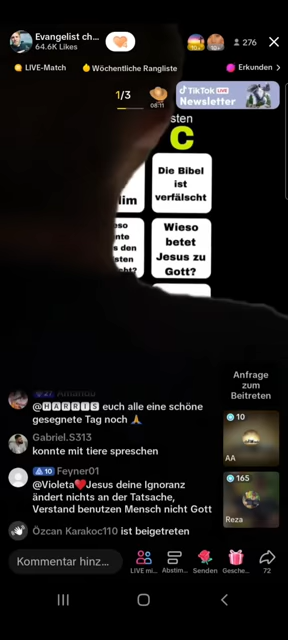 Evangelist ch...
64.6K Likes
276
LIVE-Match
Wöchentliche Rangliste
Erkunden >
1/3
08:11
TikTok LIVE
Newsletter
sten
C
lim
Die Bibel
ist
verfälscht
Wieso
betet
Jesus zu
Gott?
Anfrage
zum
Beitreten
10
AA
165
Reza
@HARRIS euch alle eine schöne
gesegnete Tag noch 🙏
Gabriel.S313
konnte mit tiere spreschen
10 Feyner01
@Violeta❤️Jesus deine Ignoranz
ändert nichts an der Tatsache,
Verstand benutzen Mensch nicht Gott
Özcan Karakoc110 ist beigetreten
Kommentar hinz...
LIVE mi...
Abstim...
Senden
Gesche...
72